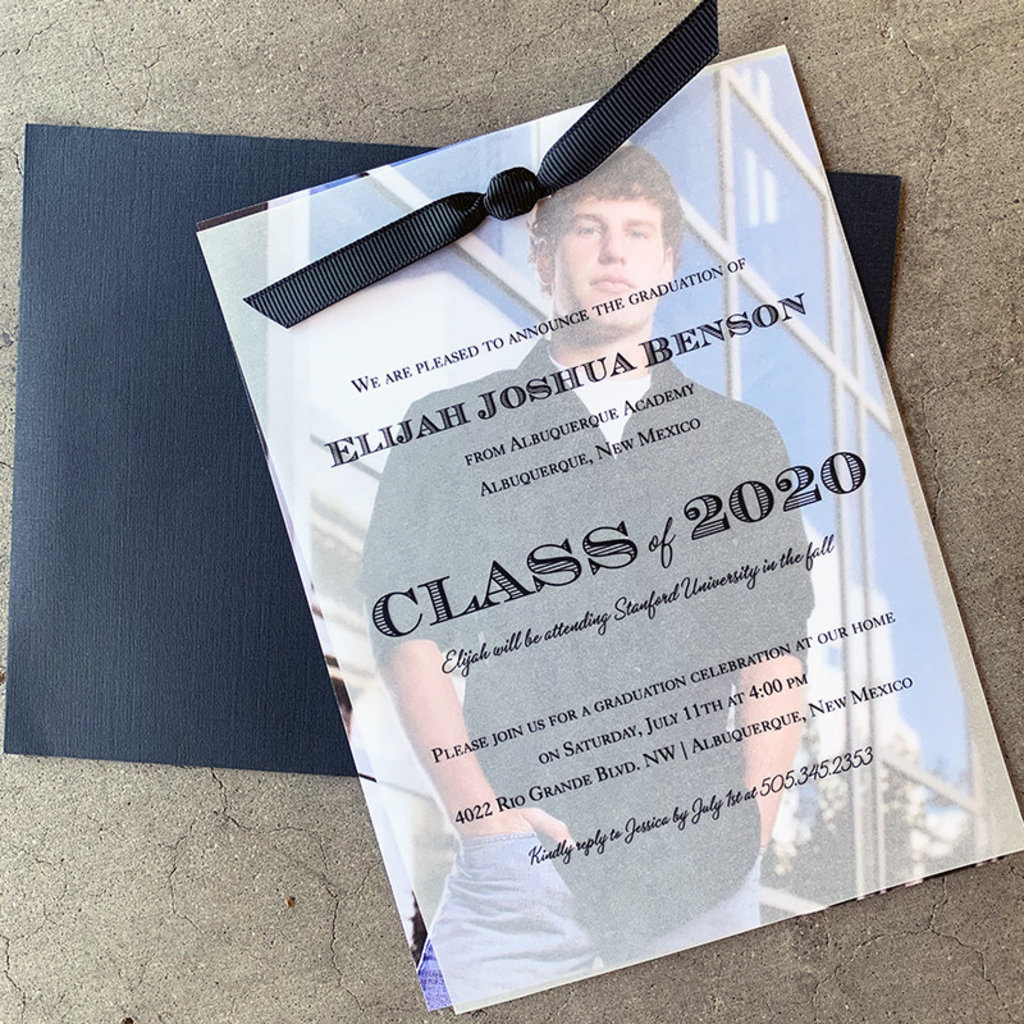 We are pleased to announce the graduation of
Elijah Joshua Benson
from Albuquerque Academy
Albuquerque, New Mexico
CLASS of 2020
Elijah will be attending Stanford University in the fall
Please join us for a graduation celebration at our home
on Saturday, July 11th at 4:00 pm
4022 Rio Grande Blvd. NW | Albuquerque, New Mexico
Kindly reply to Jessica by July 1st at 505.345.2353